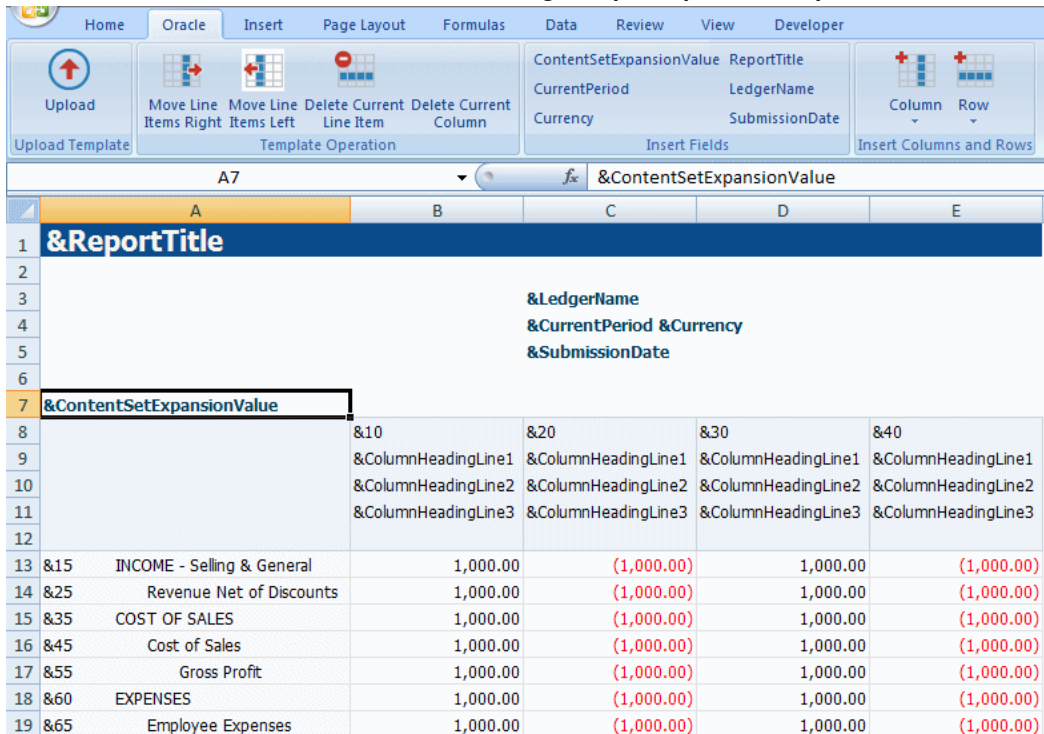 Home Oracle Insert Page Layout Formulas Data Review View Developer
ContentSetExpansionValue ReportTitle
CurrentPeriod LedgerName
Upload Move Line Move Line Delete Current Delete Current Column Row
Items Right Items Left Line Item Column Currency SubmissionDate
Upload Template Template Operation Insert Fields Insert Columns and Rows
A7 fx &ContentSetExpansionValue
A B C D E
1 &ReportTitle
2
3 &LedgerName
4 &CurrentPeriod &Currency
5 &SubmissionDate
6
7 &ContentSetExpansionValue
8 &10 &20 &30 &40
9 &ColumnHeadingLine1 &ColumnHeadingLine1 &ColumnHeadingLine1 &ColumnHeadingLine1
10 &ColumnHeadingLine2 &ColumnHeadingLine2 &ColumnHeadingLine2 &ColumnHeadingLine2
11 &ColumnHeadingLine3 &ColumnHeadingLine3 &ColumnHeadingLine3 &ColumnHeadingLine3
12
13 &15 INCOME - Selling & General 1,000.00 (1,000.00) 1,000.00 (1,000.00)
14 &25 Revenue Net of Discounts 1,000.00 (1,000.00) 1,000.00 (1,000.00)
15 &35 COST OF SALES 1,000.00 (1,000.00) 1,000.00 (1,000.00)
16 &45 Cost of Sales 1,000.00 (1,000.00) 1,000.00 (1,000.00)
17 &55 Gross Profit 1,000.00 (1,000.00) 1,000.00 (1,000.00)
18 &60 EXPENSES 1,000.00 (1,000.00) 1,000.00 (1,000.00)
19 &65 Employee Expenses 1,000.00 (1,000.00) 1,000.00 (1,000.00)